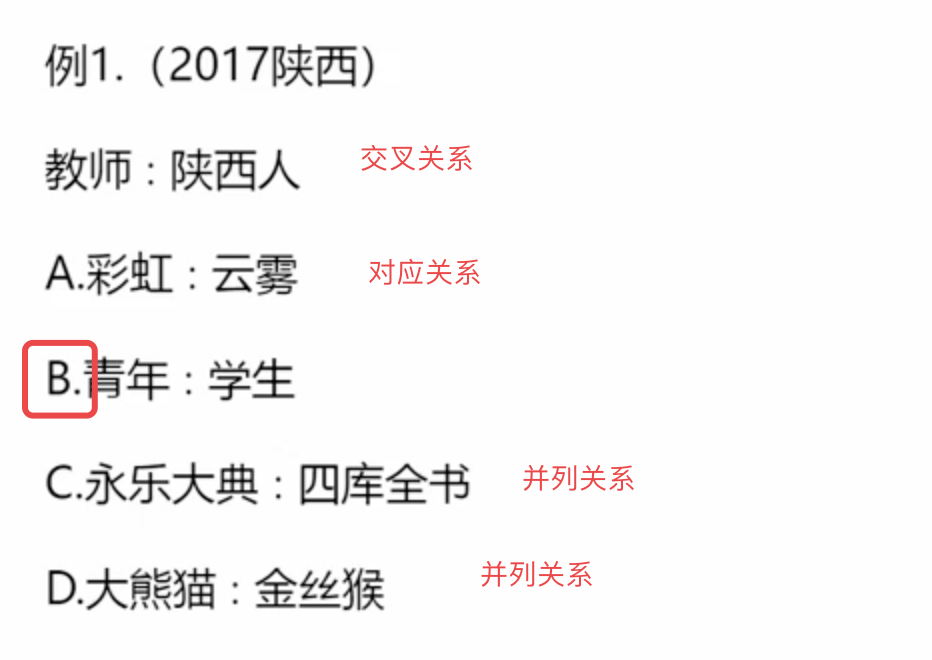 例1.（2017陕西）
教师：陕西人 交叉关系
A.彩虹：云雾 对应关系
B.青年：学生
C.永乐大典：四库全书 并列关系
D.大熊猫：金丝猴 并列关系